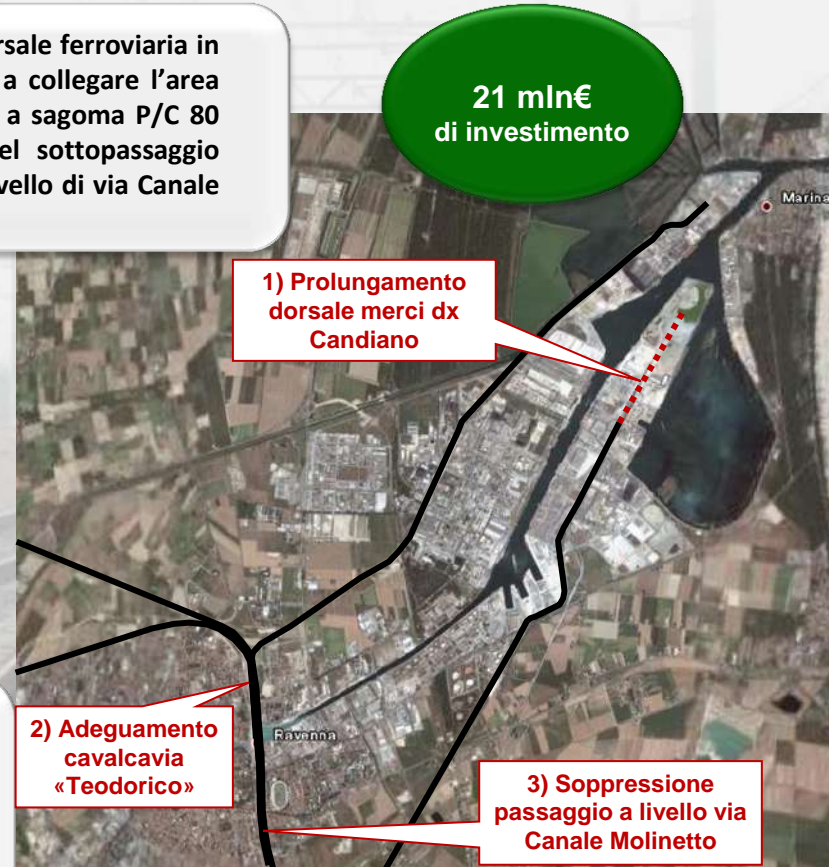 rsale ferroviaria in
a collegare l’area
a sagoma P/C 80
el sottopassaggio
vello di via Canale
21 mln€
di investimento
Marina
1) Prolungamento
dorsale merci dx
Candiano
2) Adeguamento
cavalcavia
«Teodorico»
Ravenna
3) Soppressione
passaggio a livello via
Canale Molinetto